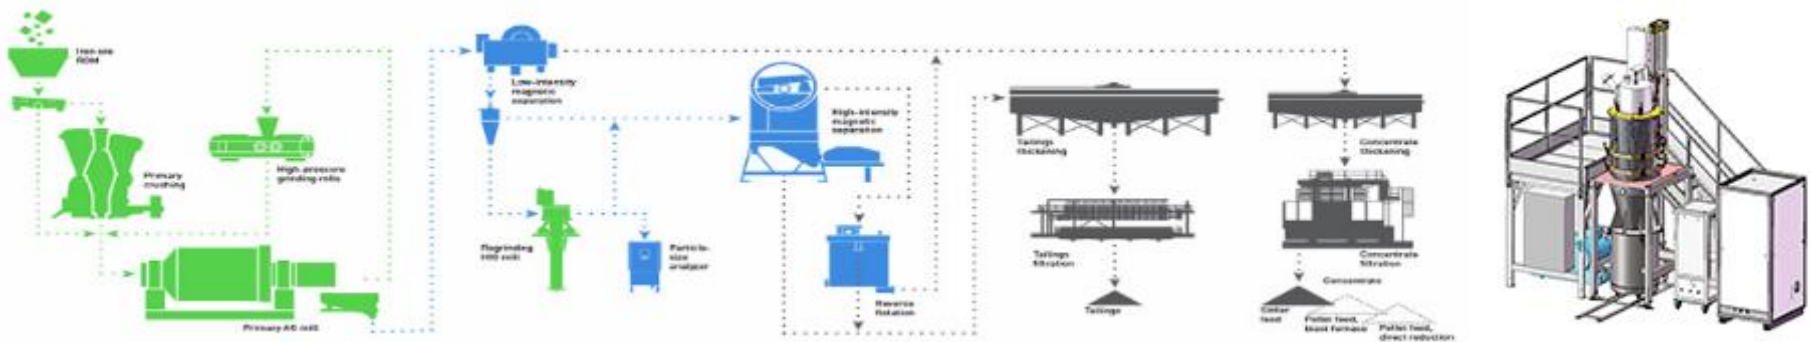 Iron ore
ROM
Primary
crushing
High-pressure
grinding rolls
Primary AG mill
Low-intensity
magnetic
separation
Regrinding
HIG mill
Particle-
size
analyzer
High-intensity
magnetic
separation
Reverse
flotation
Tailings
thickening
Tailings
filtration
Tailings
Concentrate
thickening
Concentrate
filtration
Concentrate
Sinter
feed
Pellet feed,
blast furnace
Pellet feed,
direct reduction